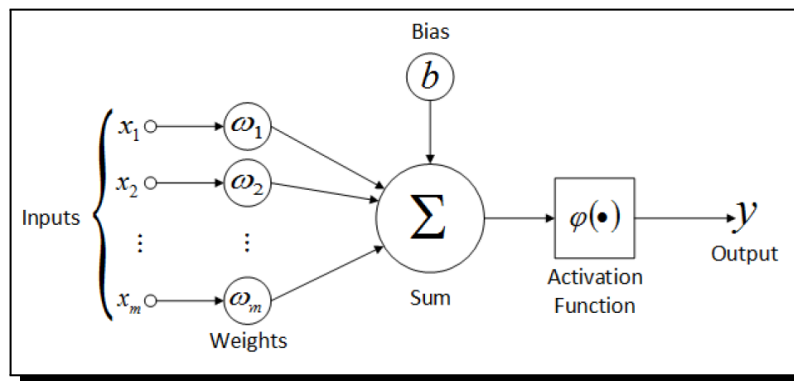 Bias
b
x₁ ω₁
x₂ ω₂
Inputs
⋮ ⋮
Σ
φ(•)
y
Output
xₘ ωₘ
Sum
Activation
Function
Weights